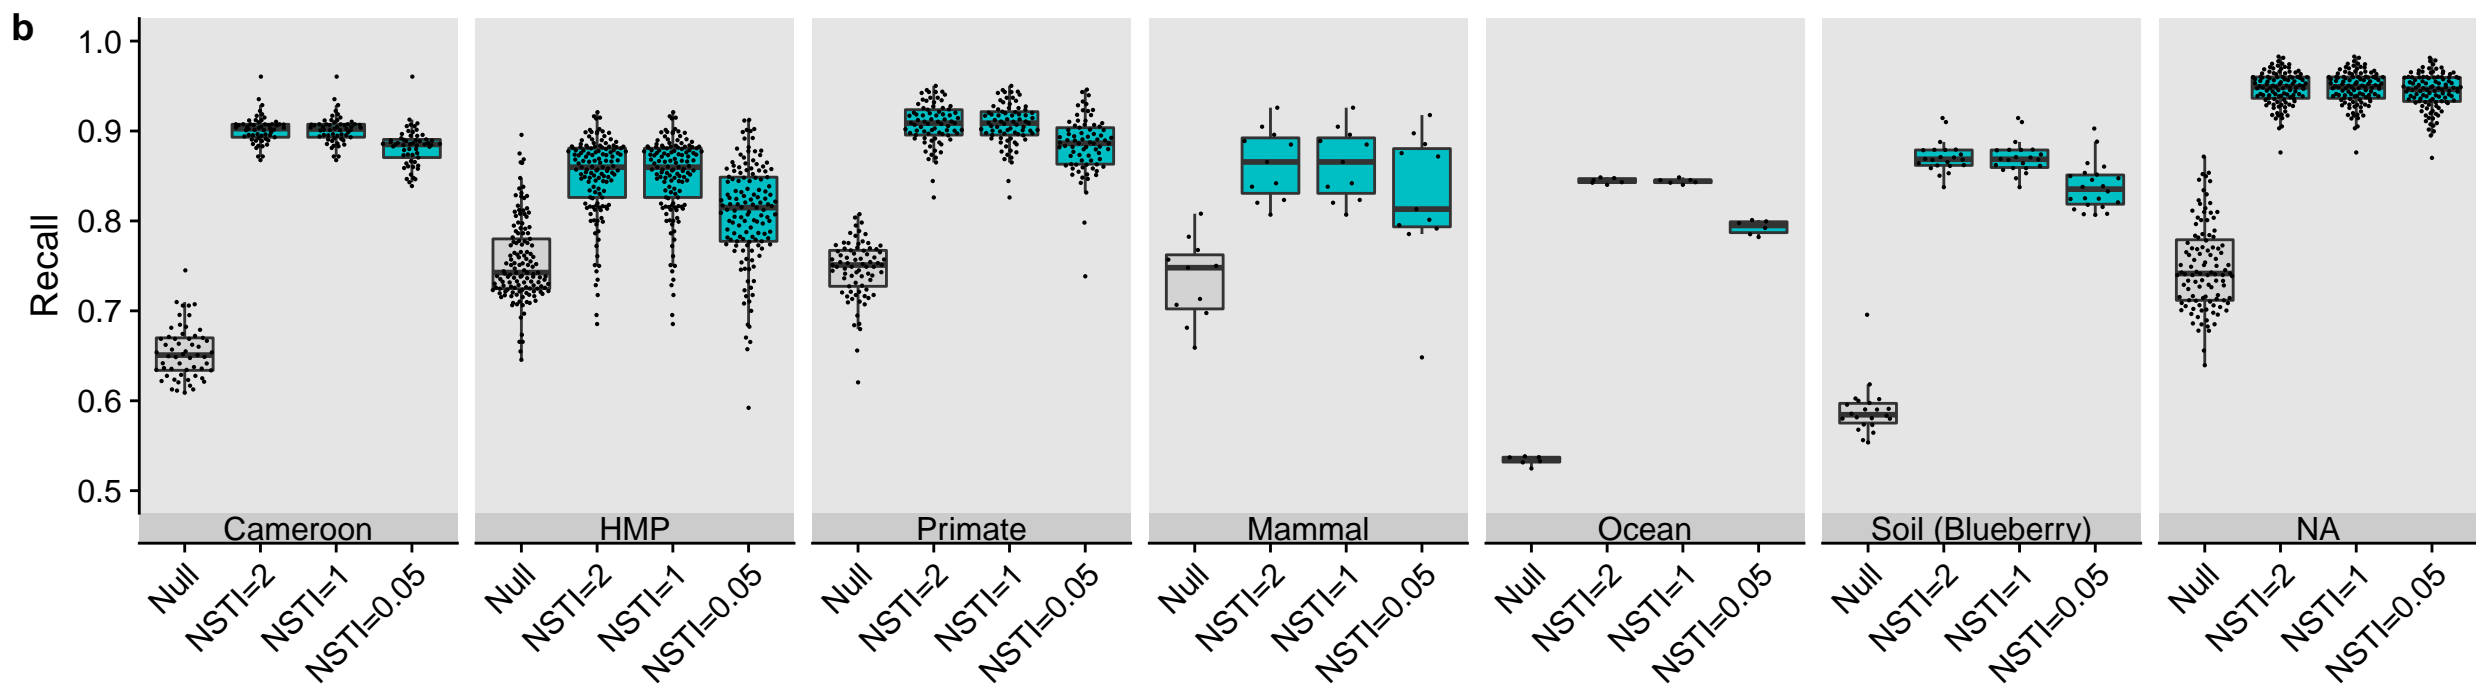 b
Recall
1.0
0.9
0.8
0.7
0.6
0.5
Cameroon HMP Primate Mammal Ocean Soil (Blueberry) NA
Null NSTI=2 NSTI=1 NSTI=0.05 Null NSTI=2 NSTI=1 NSTI=0.05 Null NSTI=2 NSTI=1 NSTI=0.05 Null NSTI=2 NSTI=1 NSTI=0.05 Null NSTI=2 NSTI=1 NSTI=0.05 Null NSTI=2 NSTI=1 NSTI=0.05 Null NSTI=2 NSTI=1 NSTI=0.05